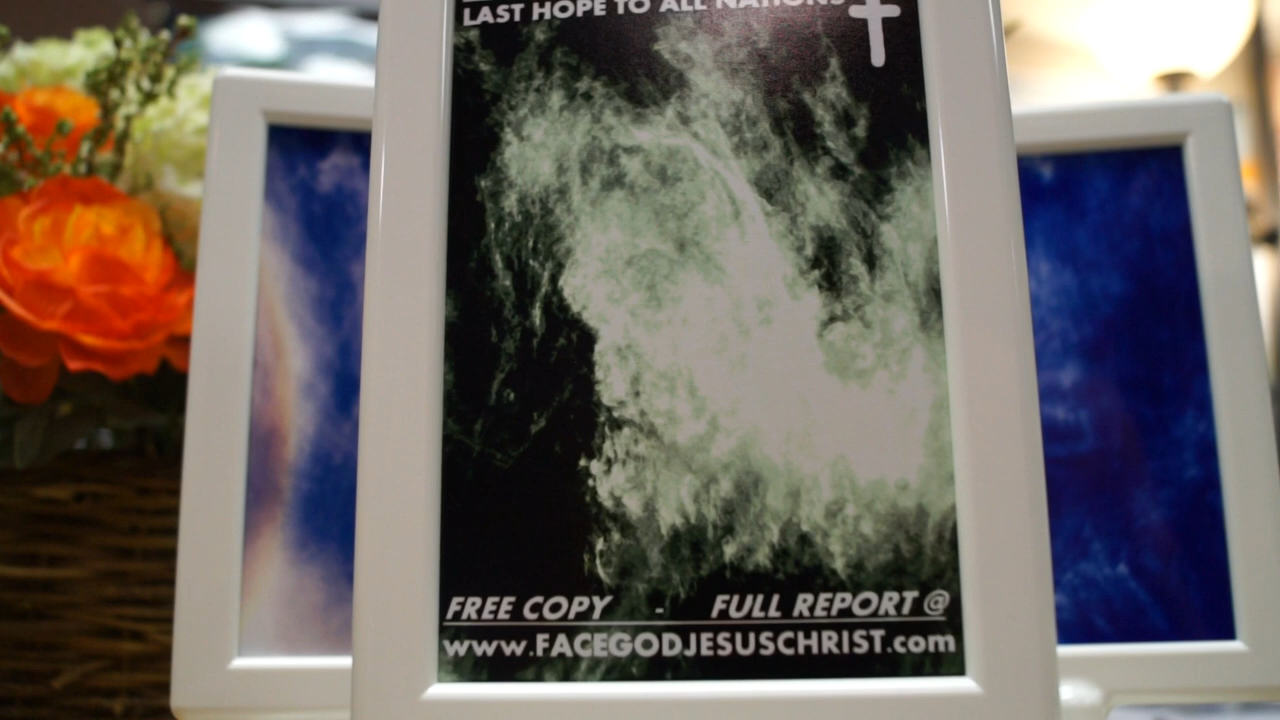 LAST HOPE TO ALL NATIONS
FREE COPY - FULL REPORT @
www.FACEGODJESUSCHRIST.com